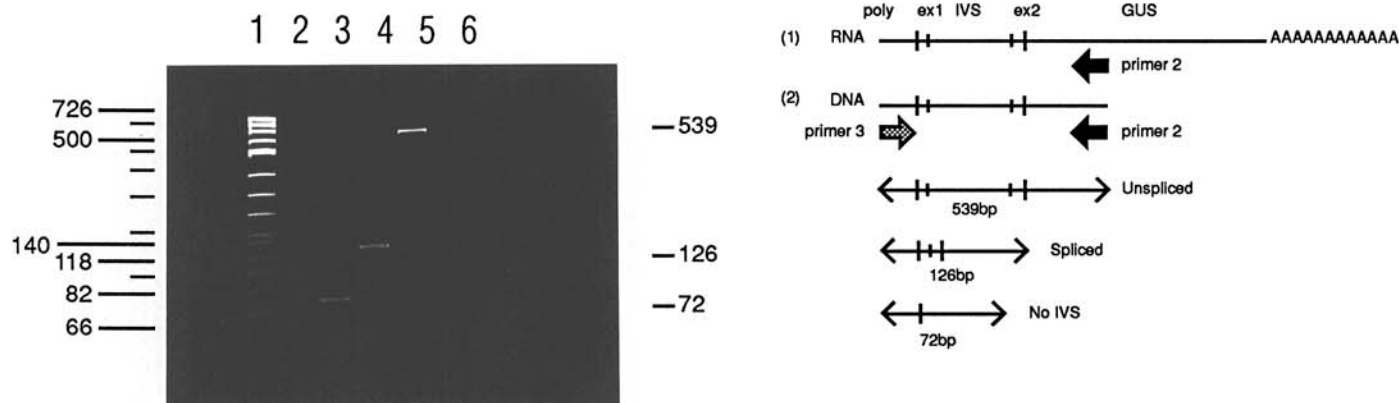 1 2 3 4 5 6
726
500
140
118
82
66
539
126
72
poly ex1 IVS ex2 GUS
(1) RNA AAAAAAAAAAAA
primer 2
(2) DNA
primer 3 primer 2
Unspliced
539bp
Spliced
126bp
No IVS
72bp